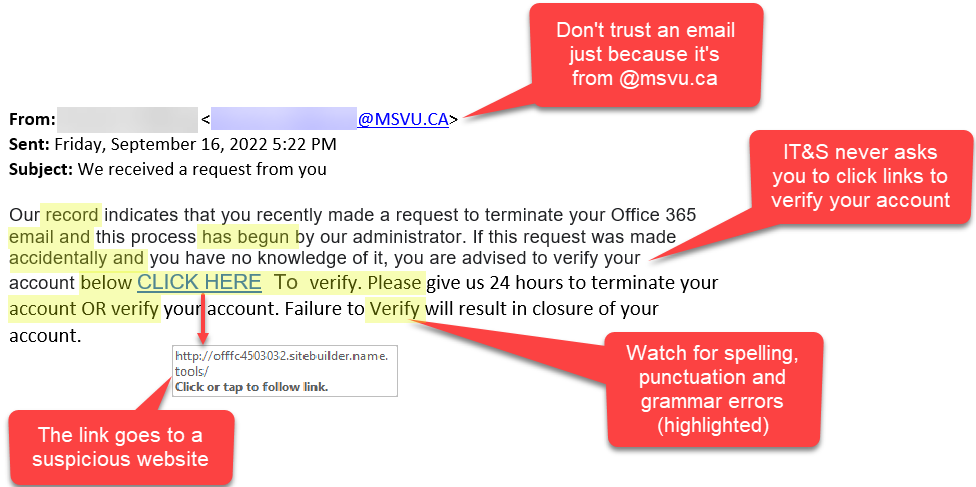 Don't trust an email
just because it's
from @msvu.ca
From: < @MSVU.CA>
Sent: Friday, September 16, 2022 5:22 PM
Subject: We received a request from you
IT&S never asks
you to click links to
verify your account
Our record indicates that you recently made a request to terminate your Office 365
email and this process has begun by our administrator. If this request was made
accidentally and you have no knowledge of it, you are advised to verify your
account below CLICK HERE To verify. Please give us 24 hours to terminate your
account OR verify your account. Failure to Verify will result in closure of your
account.
http://offfc4503032.sitebuilder.name.
tools/
Click or tap to follow link.
Watch for spelling,
punctuation and
grammar errors
(highlighted)
The link goes to a
suspicious website